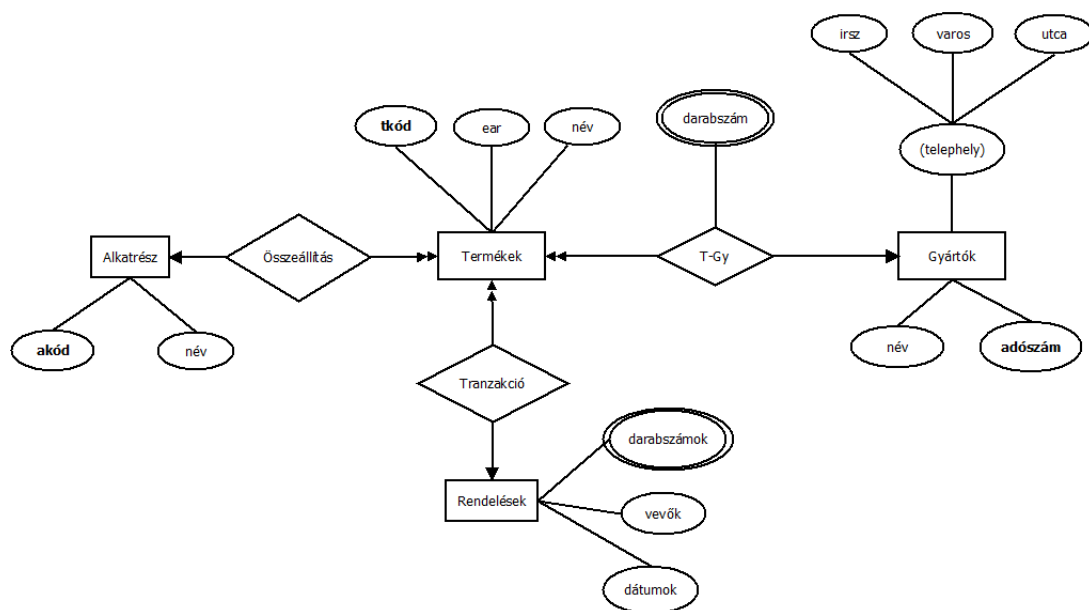 irsz
varos
utca
tkód
ear
név
darabszám
(telephely)
Alkatrész
Összeállítás
Termékek
T-Gy
Gyártók
akód
név
név
adószám
Tranzakció
darabszámok
Rendelések
vevők
dátumok